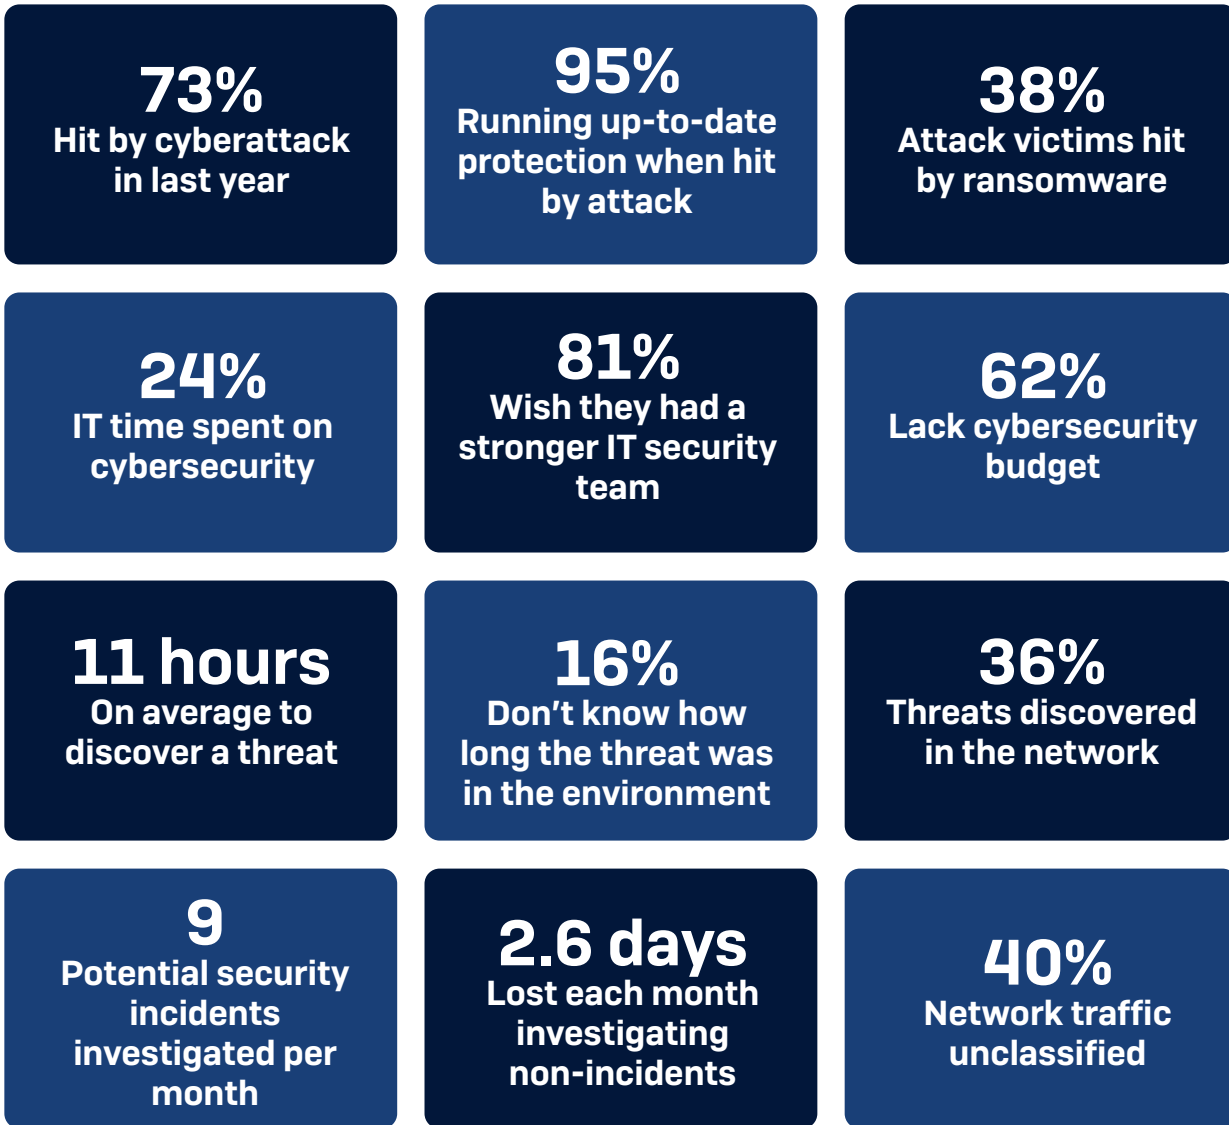 73%
Hit by cyberattack
in last year
95%
Running up-to-date
protection when hit
by attack
38%
Attack victims hit
by ransomware
24%
IT time spent on
cybersecurity
81%
Wish they had a
stronger IT security
team
62%
Lack cybersecurity
budget
11 hours
On average to
discover a threat
16%
Don’t know how
long the threat was
in the environment
36%
Threats discovered
in the network
9
Potential security
incidents
investigated per
month
2.6 days
Lost each month
investigating
non-incidents
40%
Network traffic
unclassified